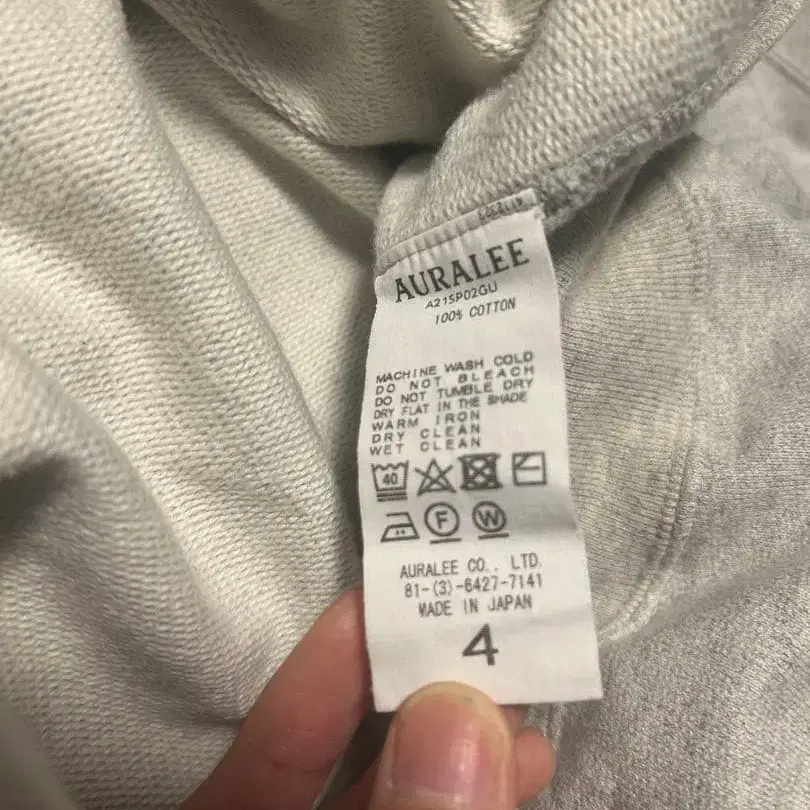 AURALEE
A21SP02GU
100% COTTON
MACHINE WASH COLD
DO NOT BLEACH
DO NOT TUMBLE DRY
DRY FLAT IN THE SHADE
WARM IRON
DRY CLEAN
WET CLEAN
40
F W
AURALEE CO., LTD.
81-(3)-6427-7141
MADE IN JAPAN
4